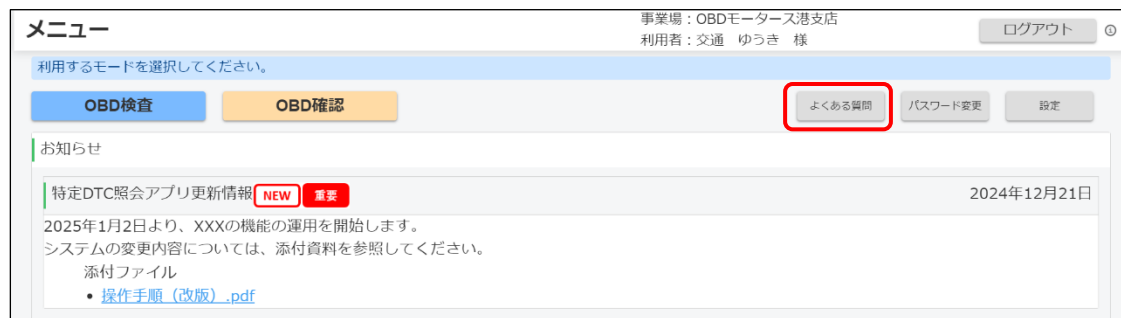 メニュー
事業場：OBDモータース港支店
利用者：交通　ゆうき　様
ログアウト
利用するモードを選択してください。
OBD検査
OBD確認
よくある質問
パスワード変更
設定
お知らせ
特定DTC照会アプリ更新情報 NEW 重要
2024年12月21日
2025年1月2日より、XXXの機能の運用を開始します。
システムの変更内容については、添付資料を参照してください。
添付ファイル
• 操作手順（改版）.pdf